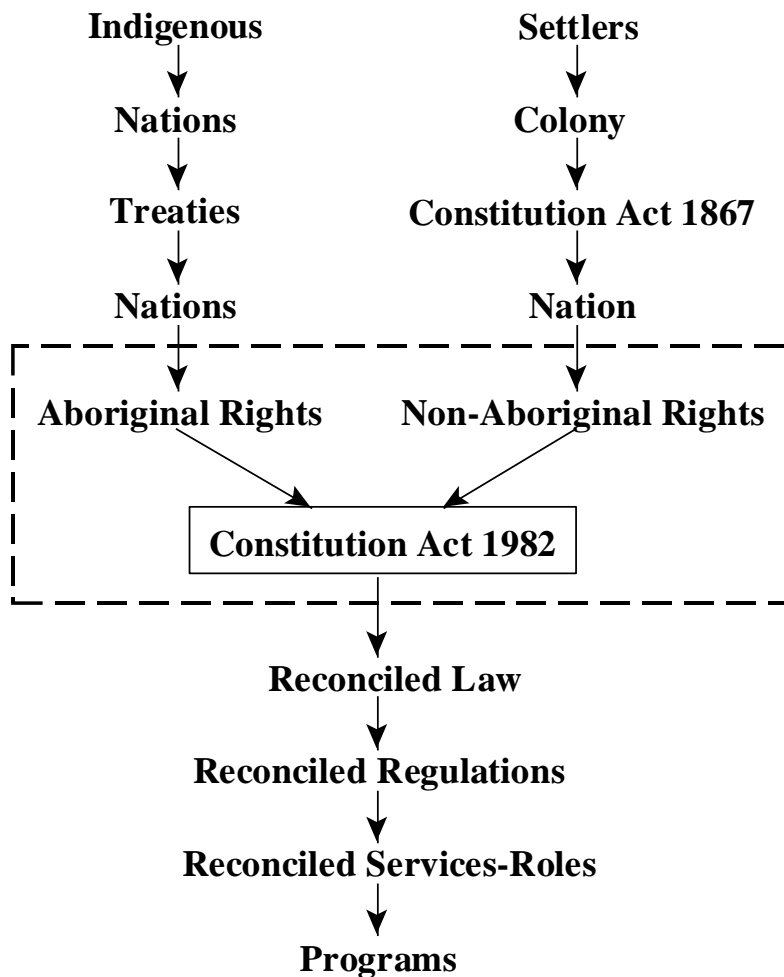 Indigenous
Settlers
Nations
Colony
Treaties
Constitution Act 1867
Nations
Nation
Aboriginal Rights
Non-Aboriginal Rights
Constitution Act 1982
Reconciled Law
Reconciled Regulations
Reconciled Services-Roles
Programs